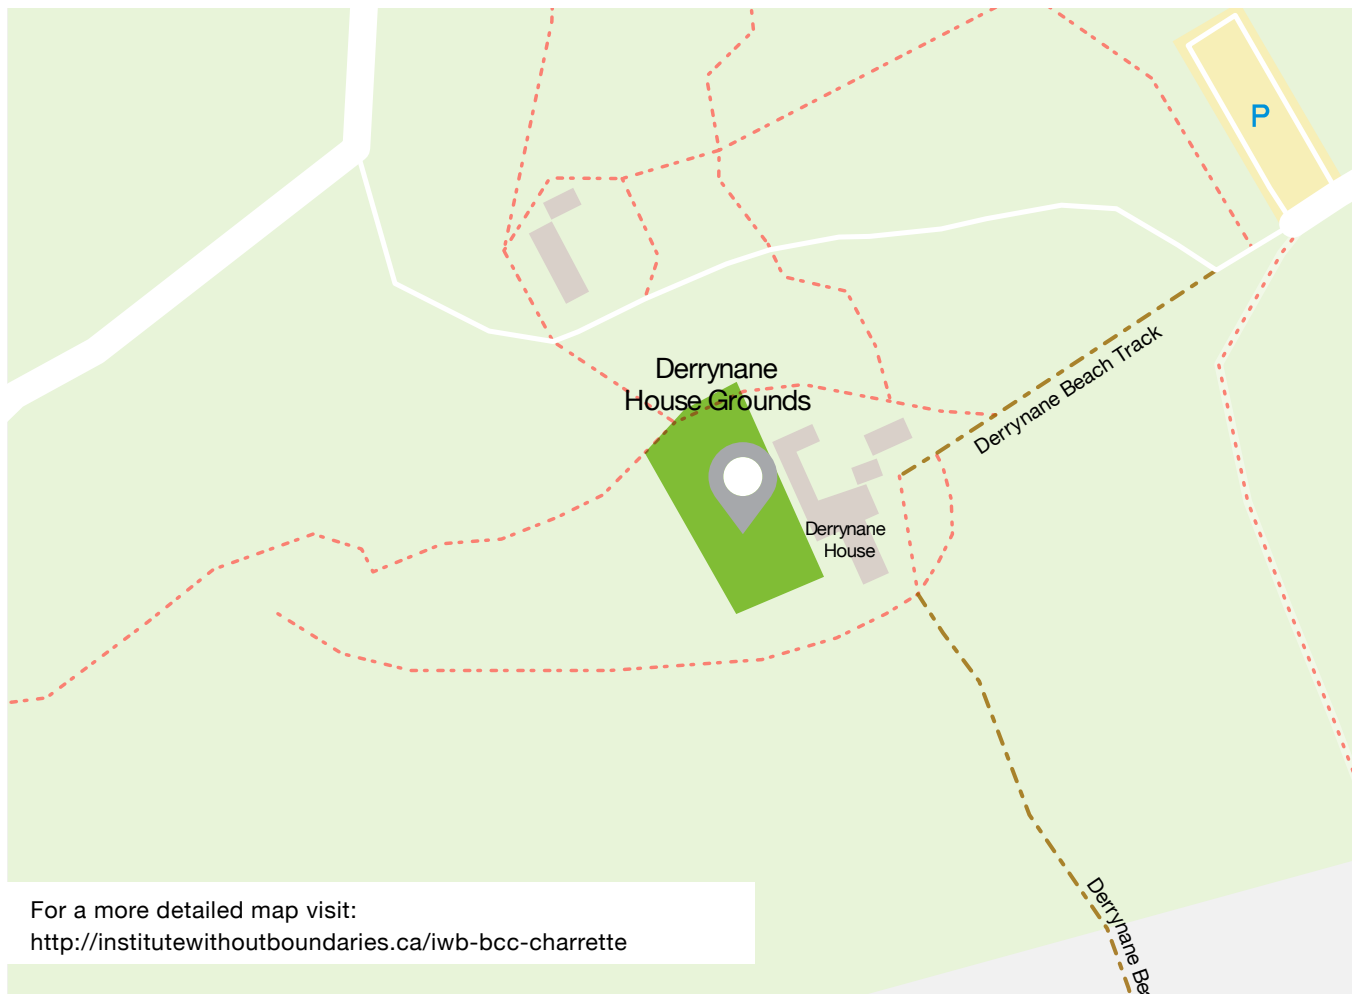 P
Derrynane Beach Track
Derrynane
House Grounds
Derrynane
House
Derrynane
For a more detailed map visit:
http://institutewithoutboundaries.ca/iwb-bcc-charrette